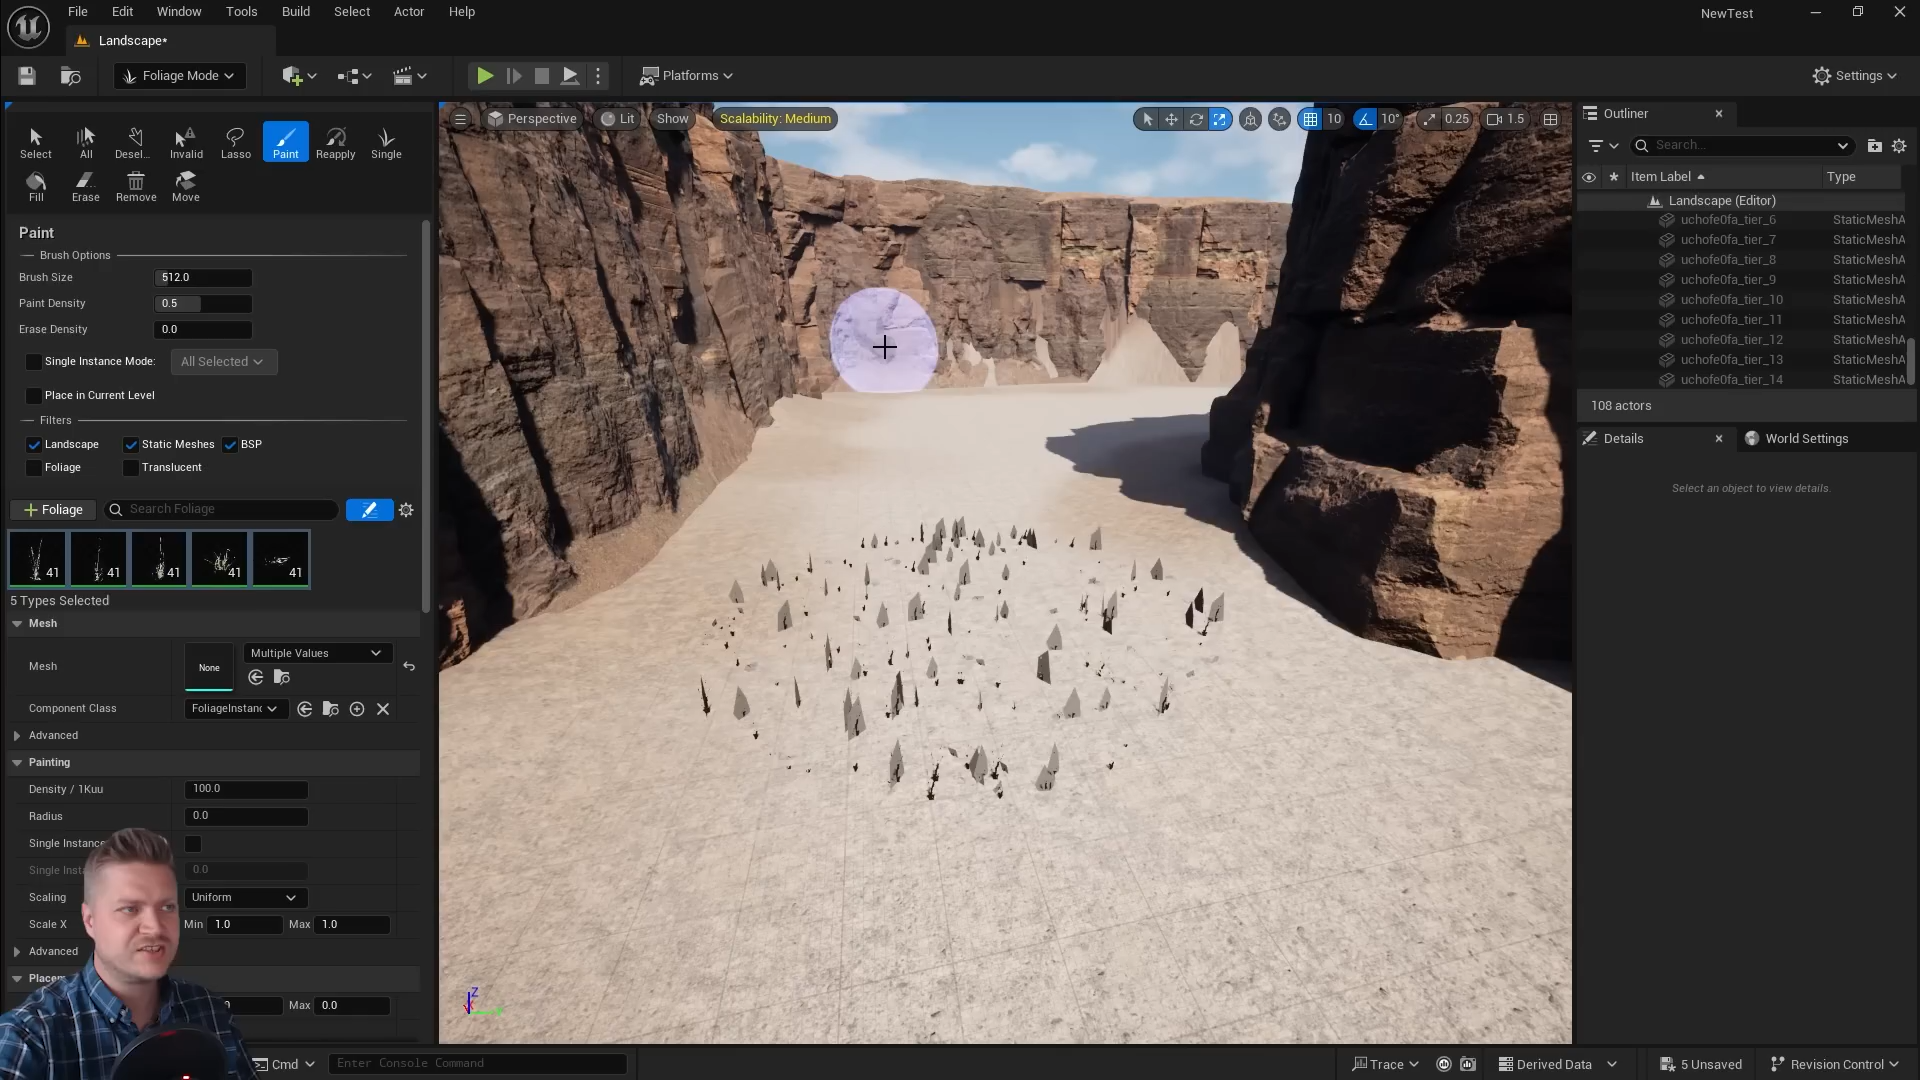 File Edit Window Tools Build Select Actor Help
NewTest
Landscape*
Foliage Mode
Platforms
Settings
Select All Desel... Invalid Lasso Paint Reapply Single
Fill Erase Remove Move
Paint
Brush Options
Brush Size 512.0
Paint Density 0.5
Erase Density 0.0
Single Instance Mode: All Selected
Place in Current Level
Filters
Landscape Static Meshes BSP
Foliage Translucent
Foliage Search Foliage
41 41 41 41 41
5 Types Selected
Mesh
Mesh None Multiple Values
Component Class FoliageInstanc
Advanced
Painting
Density / 1Kuu 100.0
Radius 0.0
Single Instance
Single Insta 0.0
Scaling Uniform
Scale X Min 1.0 Max 1.0
Advanced
Placem
Max 0.0
Perspective Lit Show Scalability: Medium
10 10° 0.25 1.5
Z
Outliner
Search...
Item Label Type
Landscape (Editor)
uchofe0fa_tier_6 StaticMeshA
uchofe0fa_tier_7 StaticMeshA
uchofe0fa_tier_8 StaticMeshA
uchofe0fa_tier_9 StaticMeshA
uchofe0fa_tier_10 StaticMeshA
uchofe0fa_tier_11 StaticMeshA
uchofe0fa_tier_12 StaticMeshA
uchofe0fa_tier_13 StaticMeshA
uchofe0fa_tier_14 StaticMeshA
108 actors
Details World Settings
Select an object to view details.
Cmd Enter Console Command
Trace Derived Data 5 Unsaved Revision Control